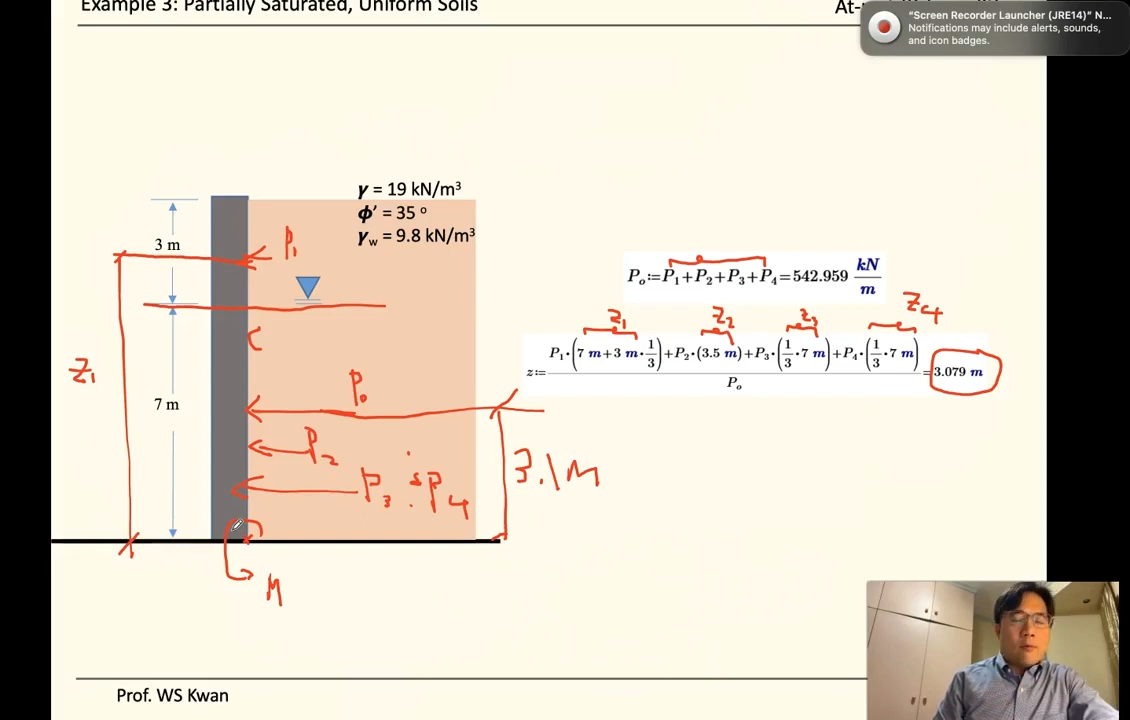 Example 3: Partially Saturated, Uniform Soils
At-
"Screen Recorder Launcher (JRE14)" N...
Notifications may include alerts, sounds,
and icon badges.
γ = 19 kN/m³
ϕ' = 35 °
γw = 9.8 kN/m³
3 m
P₁
Z₁
7 m
P₀
P₂
P₃ : P₄
3.1 M
M
Pₒ:=P₁+P₂+P₃+P₄=542.959 kN/m
Z₁ Z₂ Z₃ Z₄
z:= (P₁·(7 m+3 m·1/3)+P₂·(3.5 m)+P₃·(1/3·7 m)+P₄·(1/3·7 m))/Pₒ = 3.079 m
Prof. WS Kwan